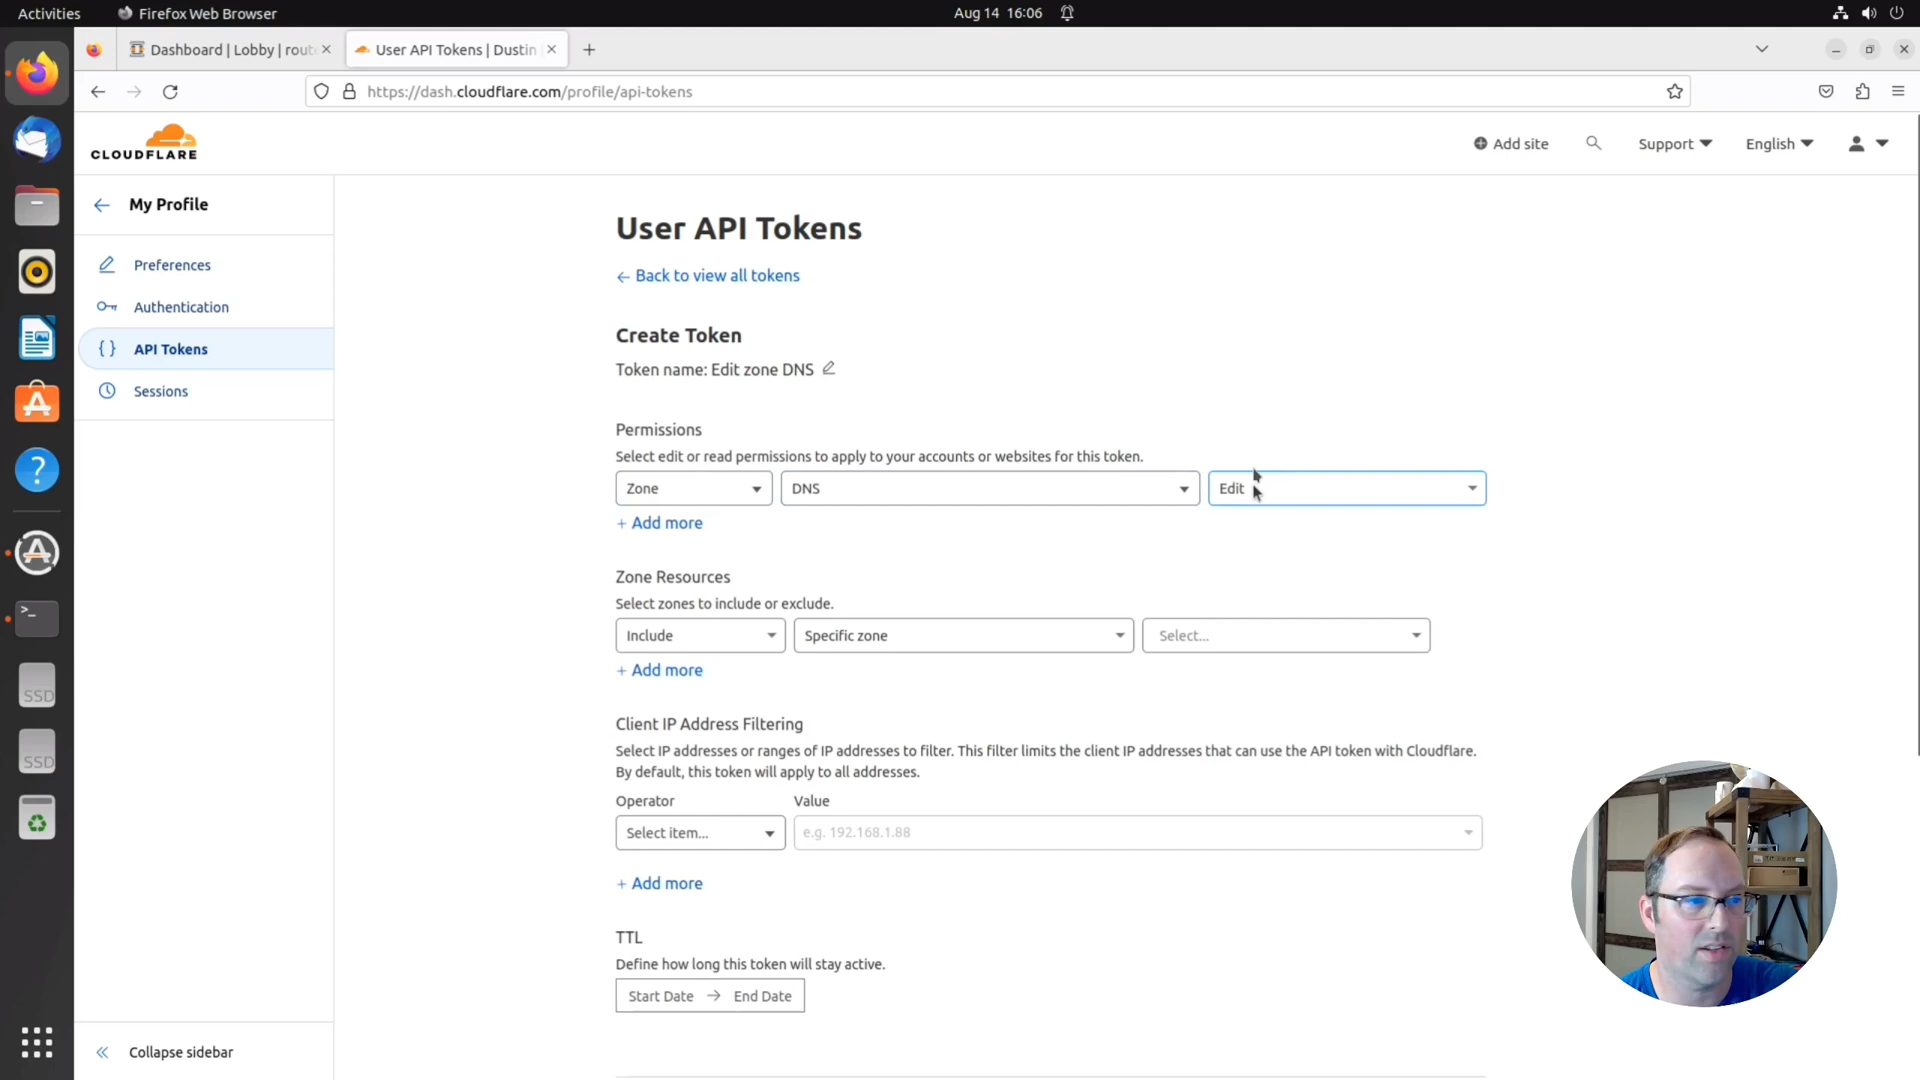 Activities
Firefox Web Browser
Aug 14 16:06
Dashboard | Lobby | rout
User API Tokens | Dustin
https://dash.cloudflare.com/profile/api-tokens
CLOUDFLARE
Add site
Support
English
My Profile
Preferences
Authentication
API Tokens
Sessions
Collapse sidebar
User API Tokens
← Back to view all tokens
Create Token
Token name: Edit zone DNS
Permissions
Select edit or read permissions to apply to your accounts or websites for this token.
Zone
DNS
Edit
+ Add more
Zone Resources
Select zones to include or exclude.
Include
Specific zone
Select...
+ Add more
Client IP Address Filtering
Select IP addresses or ranges of IP addresses to filter. This filter limits the client IP addresses that can use the API token with Cloudflare.
By default, this token will apply to all addresses.
Operator
Value
Select item...
e.g. 192.168.1.88
+ Add more
TTL
Define how long this token will stay active.
Start Date → End Date
SSD
SSD